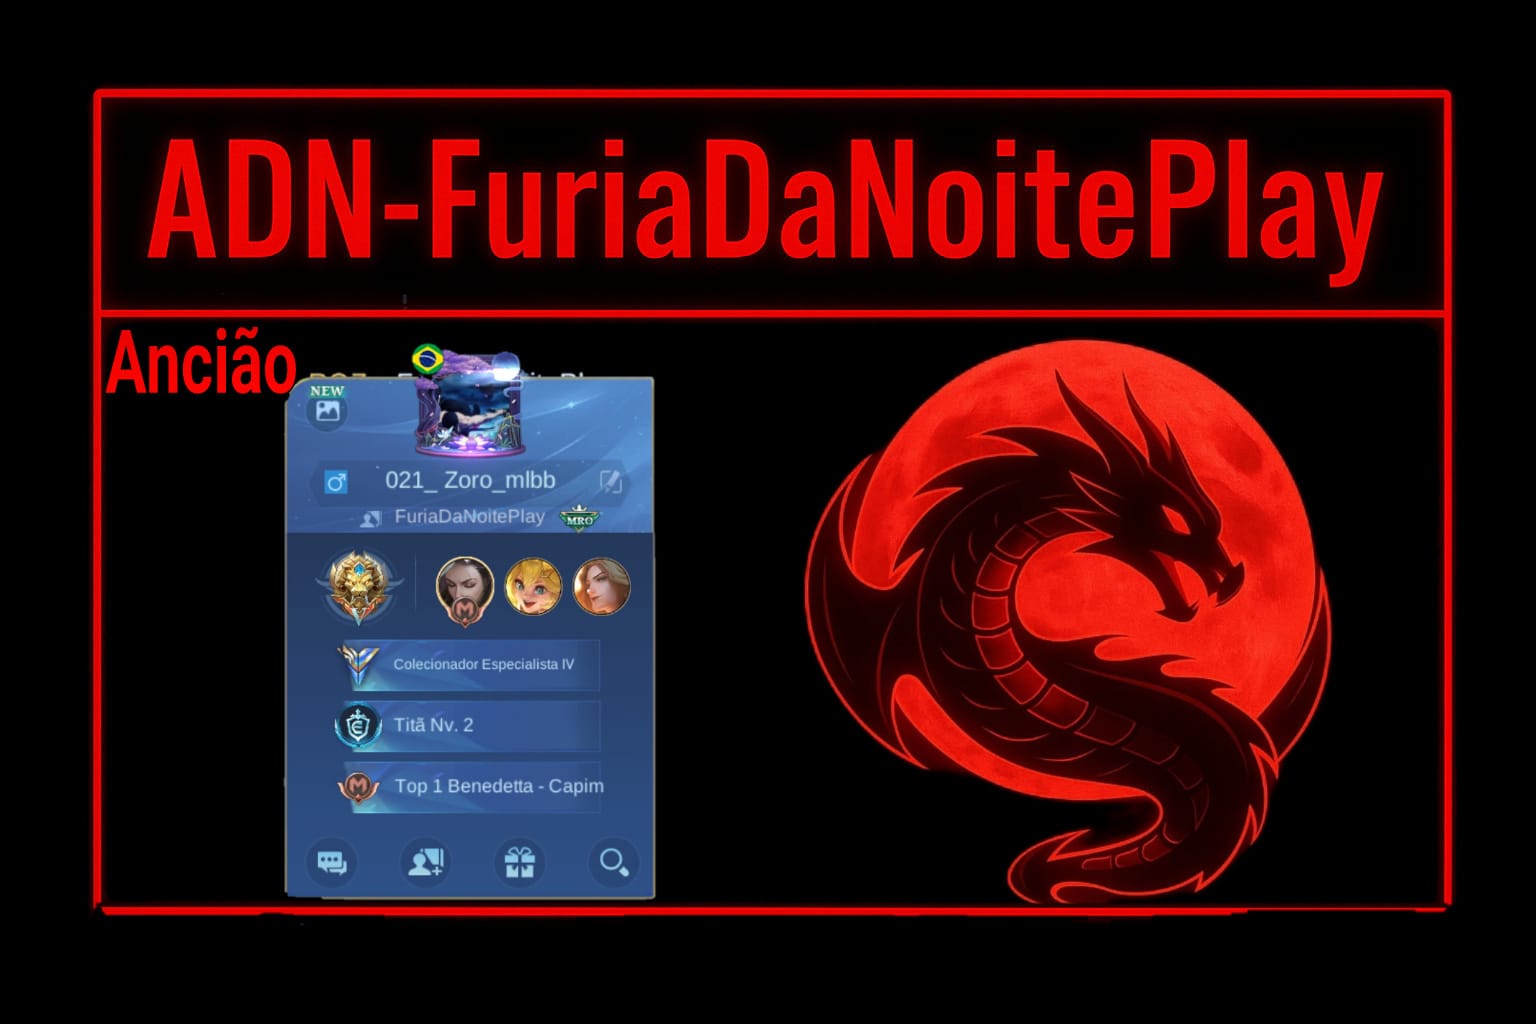 ADN-FuriaDaNoitePlay
Ancião
NEW
021_ Zoro_mlbb
FuriaDaNoitePlay
MRO
Colecionador Especialista IV
Titã Nv. 2
Top 1 Benedetta - Capim